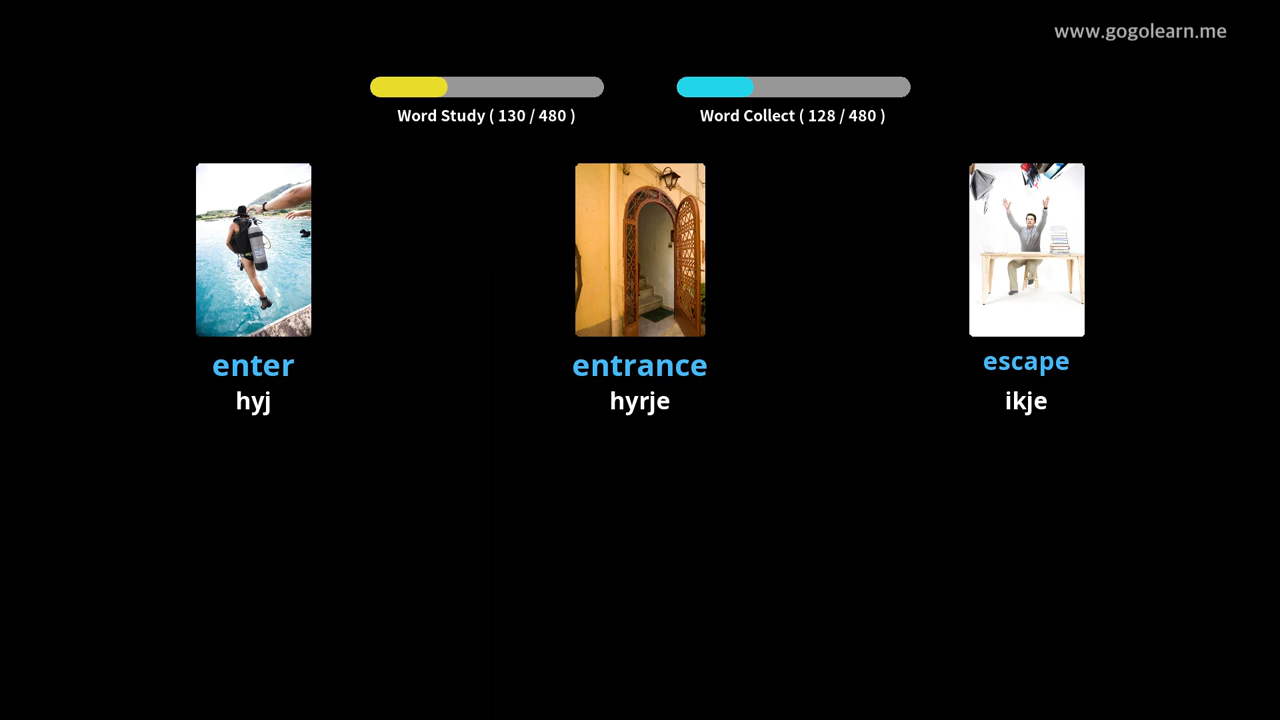 www.gogolearn.me
Word Study ( 130 / 480 )
Word Collect ( 128 / 480 )
enter
entrance
escape
hyj
hyrje
ikje